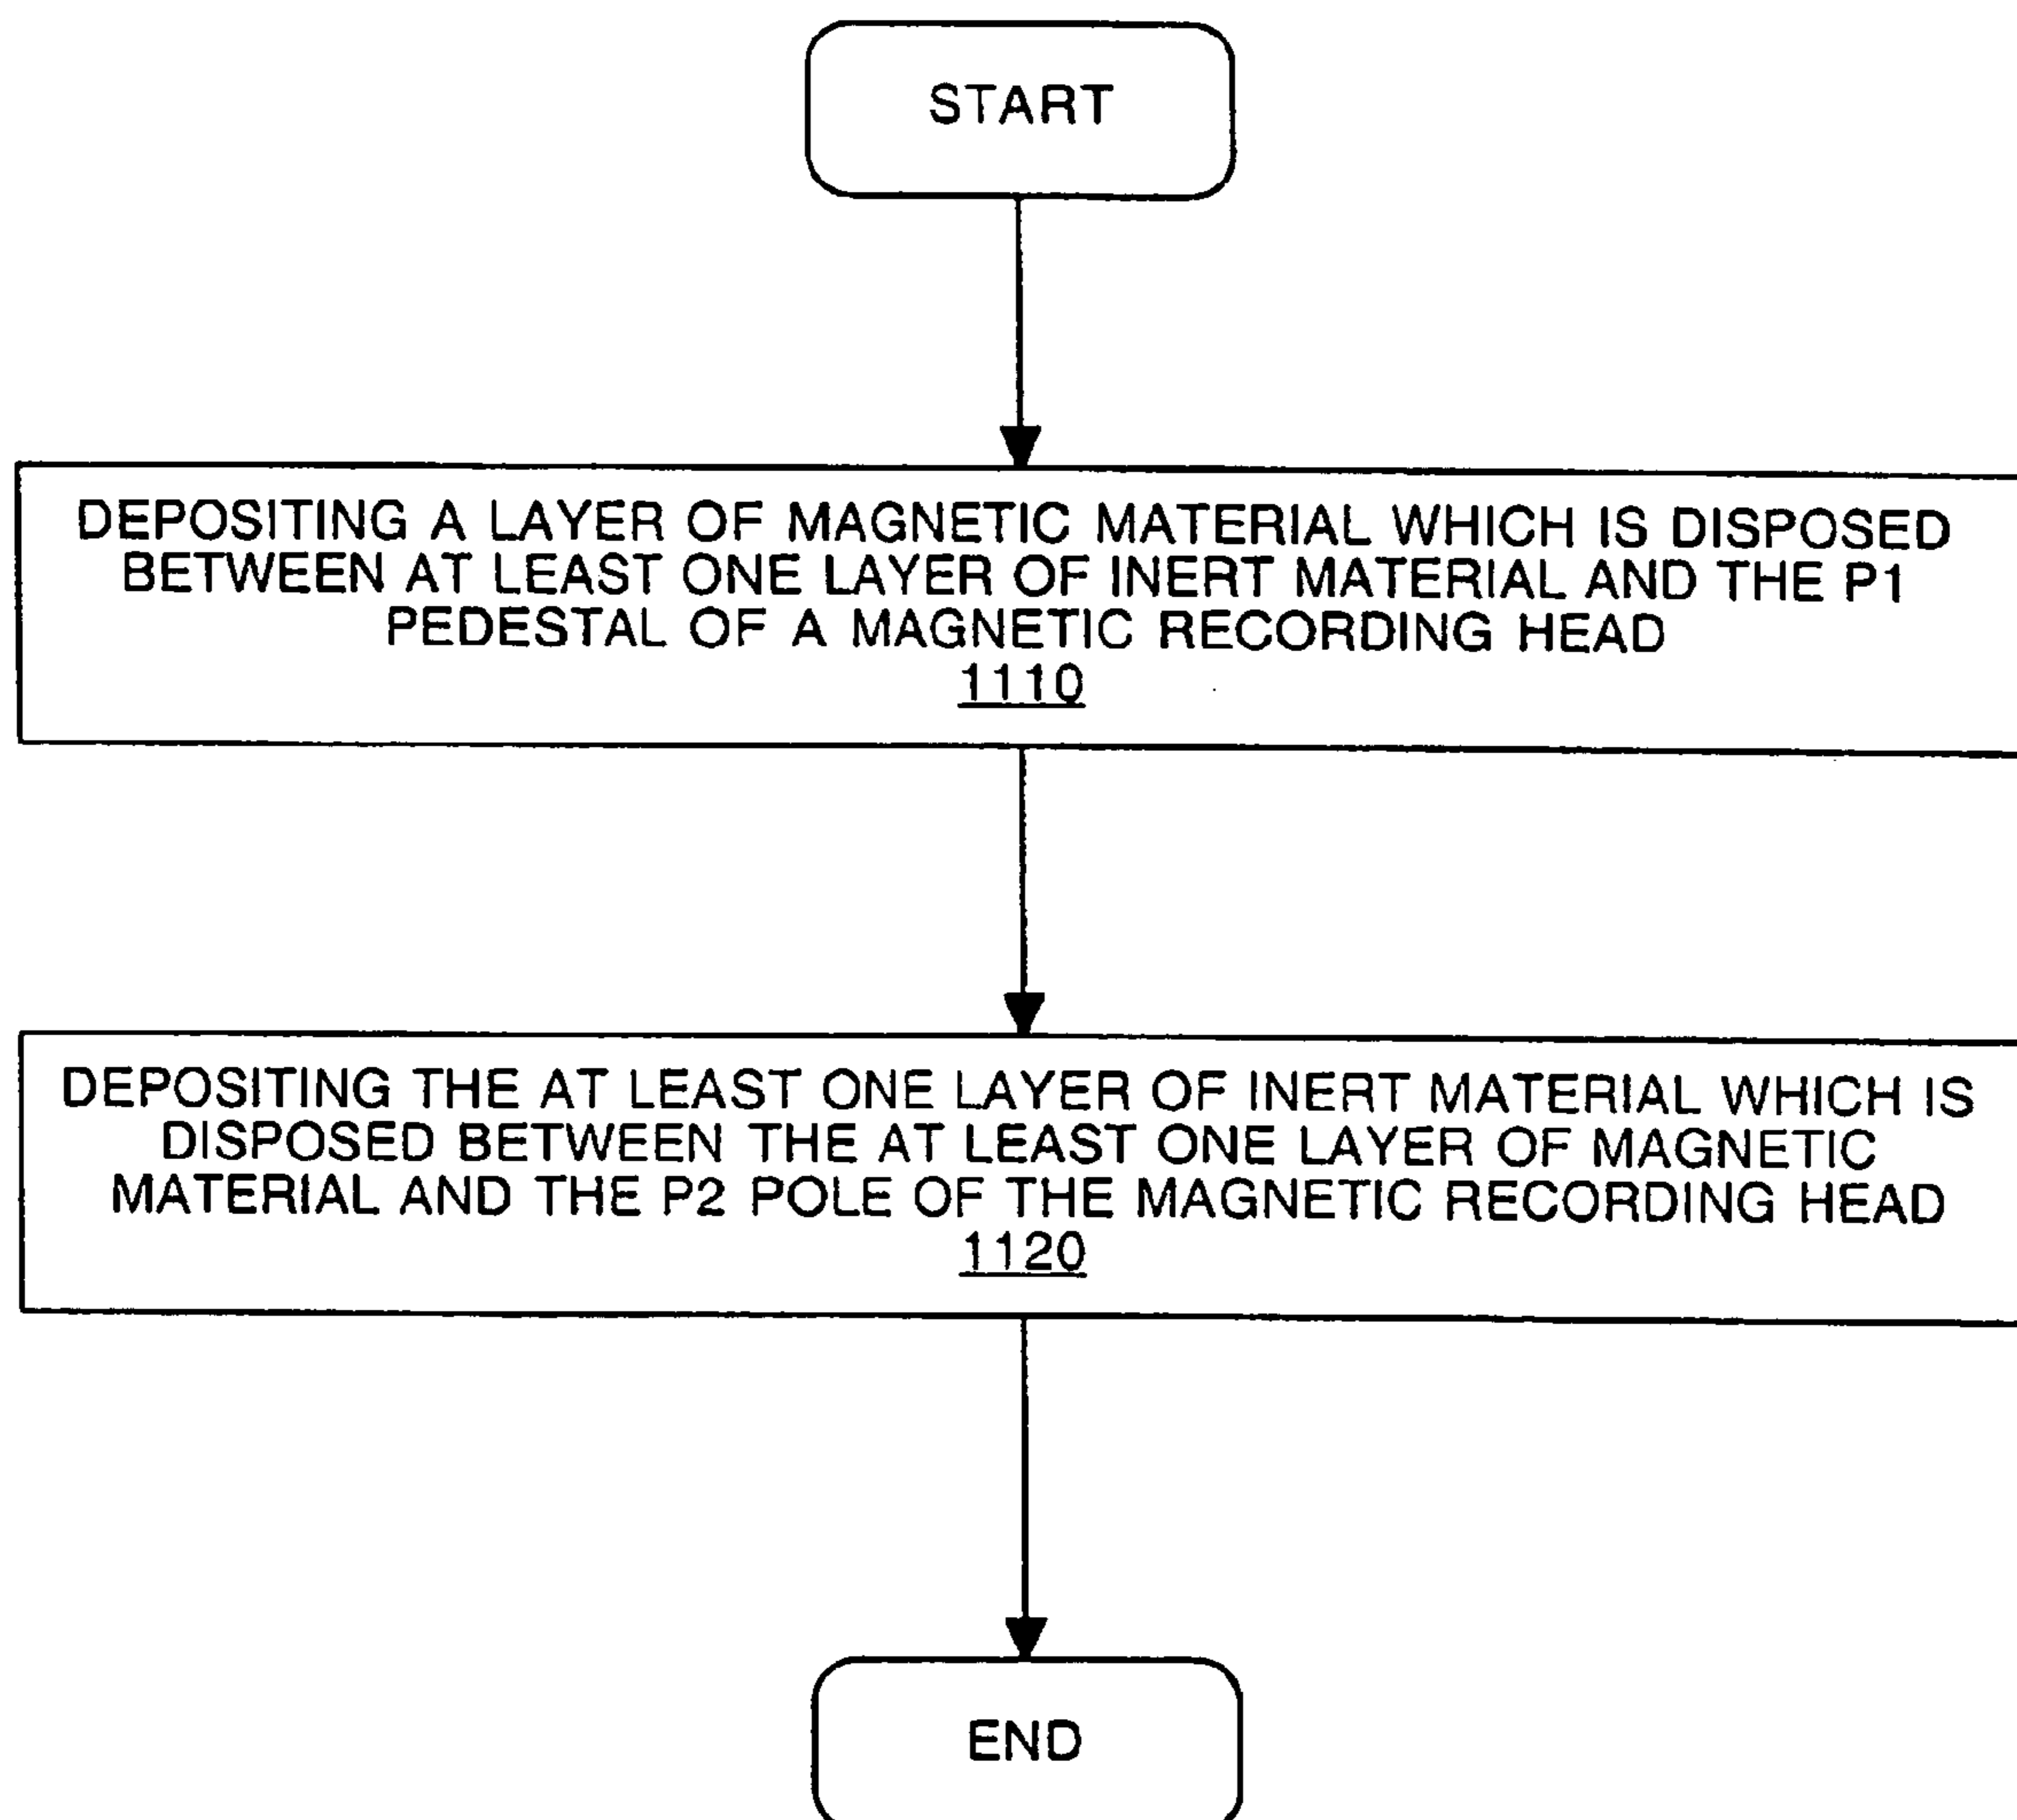 START
DEPOSITING A LAYER OF MAGNETIC MATERIAL WHICH IS DISPOSED
BETWEEN AT LEAST ONE LAYER OF INERT MATERIAL AND THE P1
PEDESTAL OF A MAGNETIC RECORDING HEAD
1110
DEPOSITING THE AT LEAST ONE LAYER OF INERT MATERIAL WHICH IS
DISPOSED BETWEEN THE AT LEAST ONE LAYER OF MAGNETIC
MATERIAL AND THE P2 POLE OF THE MAGNETIC RECORDING HEAD
1120
END